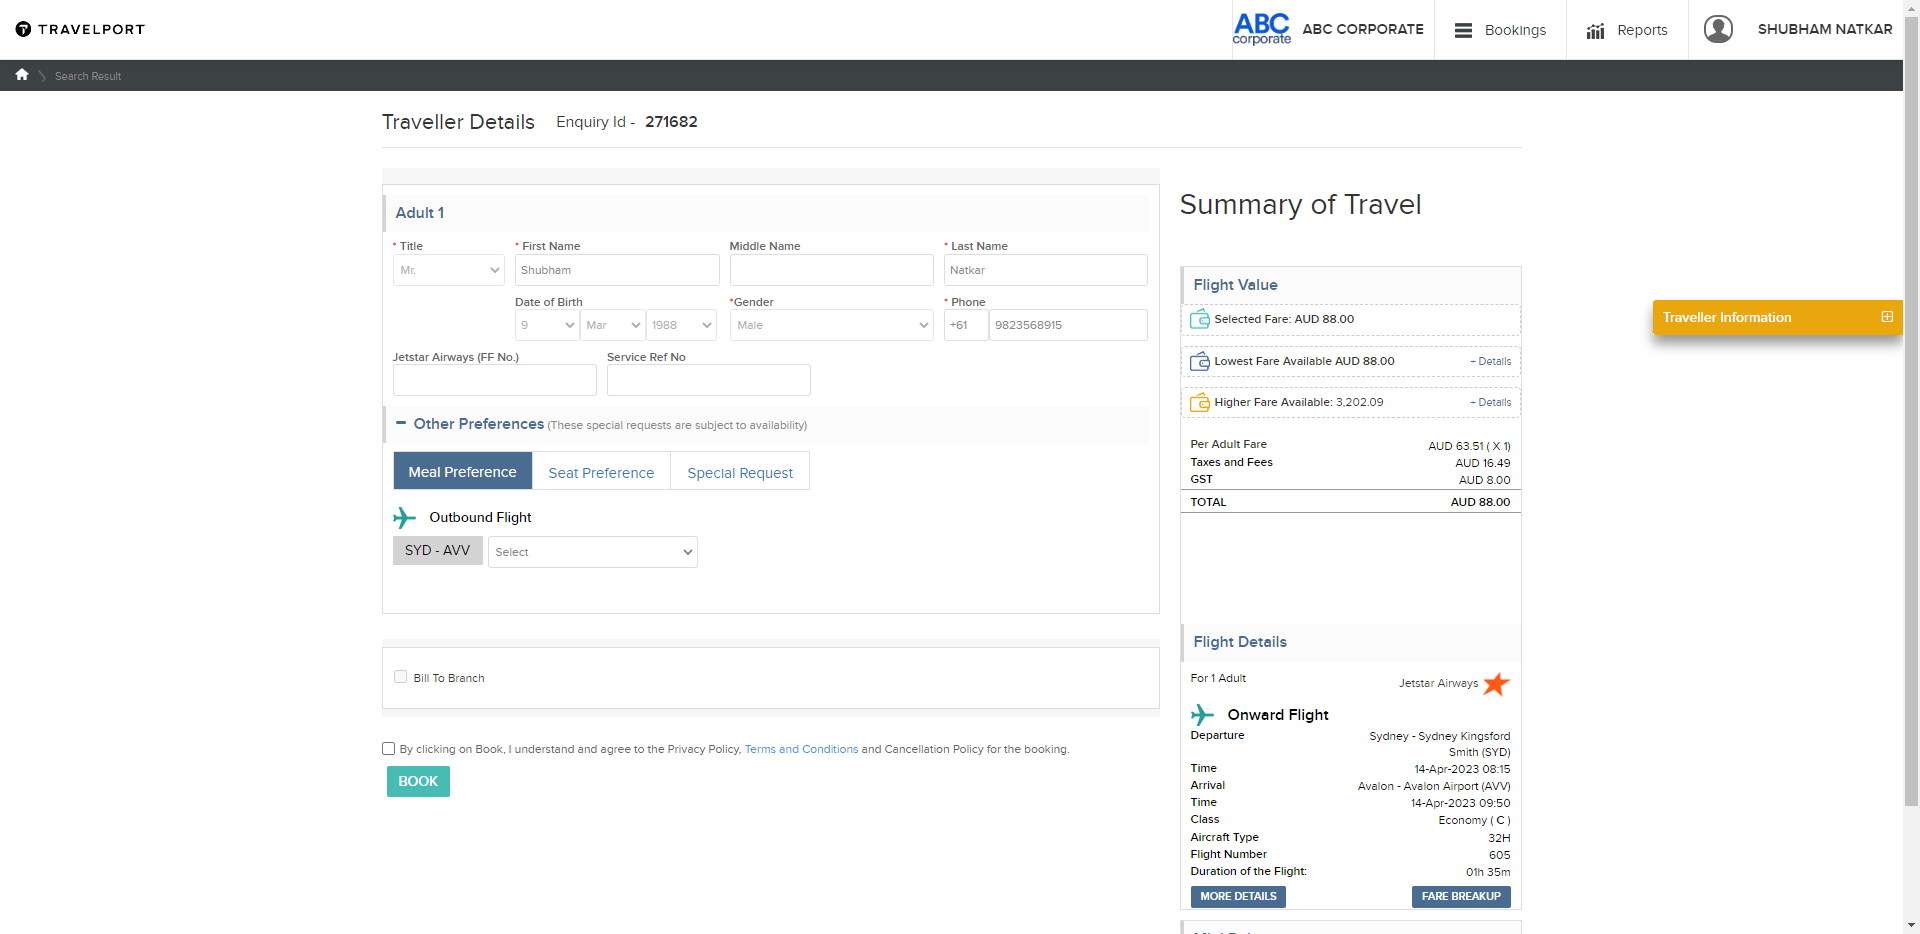 TRAVELPORT
ABC
corporate
ABC CORPORATE
Bookings
Reports
SHUBHAM NATKAR
Search Result
Traveller Details
Enquiry Id - 271682
Adult 1
* Title
* First Name
Middle Name
* Last Name
Mr.
Shubham
Natkar
Date of Birth
*Gender
* Phone
9
Mar
1988
Male
+61
9823568915
Jetstar Airways (FF No.)
Service Ref No
Other Preferences (These special requests are subject to availability)
Meal Preference
Seat Preference
Special Request
Outbound Flight
SYD - AVV
Select
Bill To Branch
By clicking on Book, I understand and agree to the Privacy Policy, Terms and Conditions and Cancellation Policy for the booking.
BOOK
Summary of Travel
Flight Value
Selected Fare: AUD 88.00
Lowest Fare Available AUD 88.00
+ Details
Higher Fare Available: 3,202.09
+ Details
Per Adult Fare
AUD 63.51 ( X 1)
Taxes and Fees
AUD 16.49
GST
AUD 8.00
TOTAL
AUD 88.00
Flight Details
For 1 Adult
Jetstar Airways
Onward Flight
Departure
Sydney - Sydney Kingsford
Smith (SYD)
Time
14-Apr-2023 08:15
Arrival
Avalon - Avalon Airport (AVV)
Time
14-Apr-2023 09:50
Class
Economy ( C )
Aircraft Type
32H
Flight Number
605
Duration of the Flight:
01h 35m
MORE DETAILS
FARE BREAKUP
Traveller Information